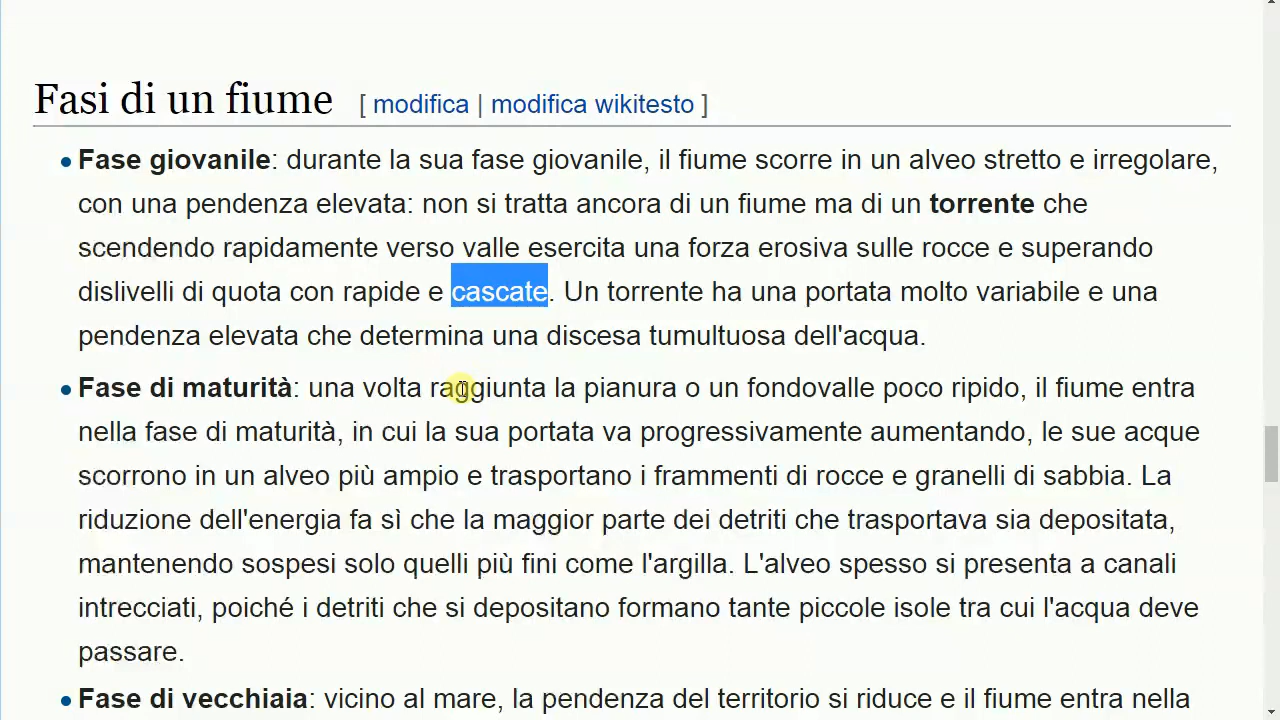 Fasi di un fiume [ modifica | modifica wikitesto ]
Fase giovanile: durante la sua fase giovanile, il fiume scorre in un alveo stretto e irregolare,
con una pendenza elevata: non si tratta ancora di un fiume ma di un torrente che
scendendo rapidamente verso valle esercita una forza erosiva sulle rocce e superando
dislivelli di quota con rapide e cascate. Un torrente ha una portata molto variabile e una
pendenza elevata che determina una discesa tumultuosa dell'acqua.
Fase di maturità: una volta raggiunta la pianura o un fondovalle poco ripido, il fiume entra
nella fase di maturità, in cui la sua portata va progressivamente aumentando, le sue acque
scorrono in un alveo più ampio e trasportano i frammenti di rocce e granelli di sabbia. La
riduzione dell'energia fa sì che la maggior parte dei detriti che trasportava sia depositata,
mantenendo sospesi solo quelli più fini come l'argilla. L'alveo spesso si presenta a canali
intrecciati, poiché i detriti che si depositano formano tante piccole isole tra cui l'acqua deve
passare.
Fase di vecchiaia: vicino al mare, la pendenza del territorio si riduce e il fiume entra nella